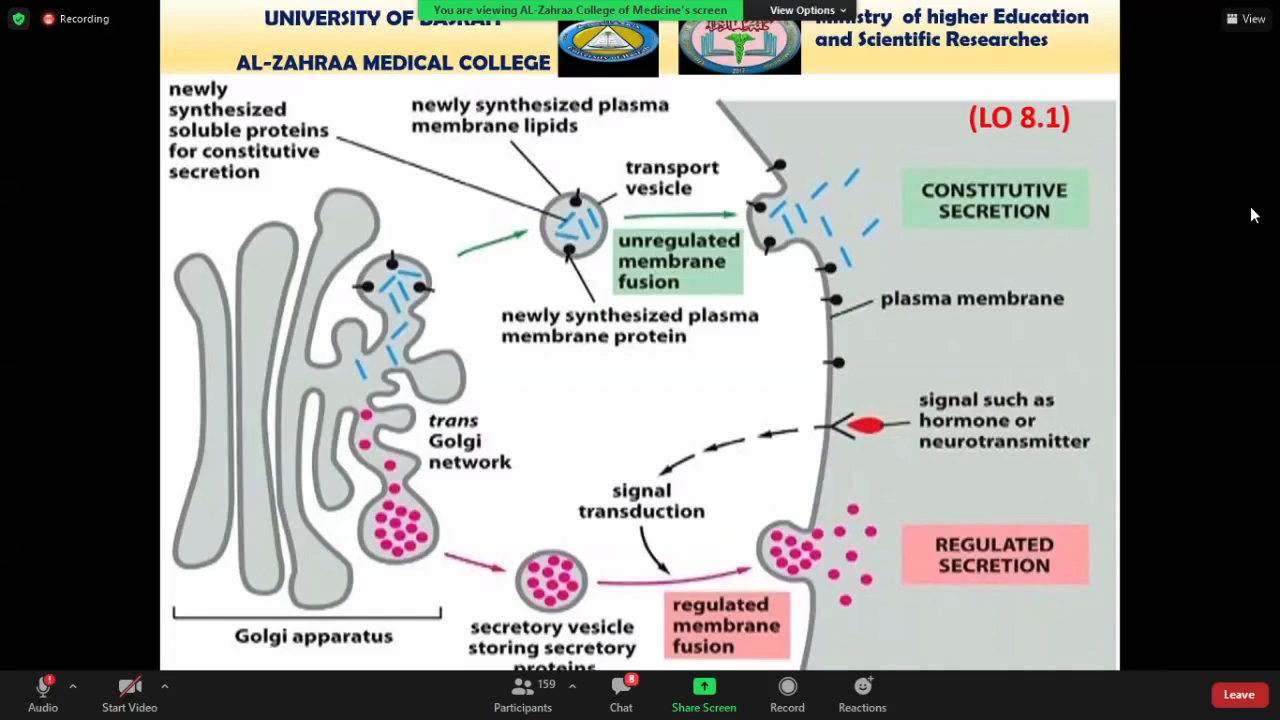 Recording
You are viewing AL-Zahraa College of Medicine's screen
View Options
View
UNIVERSITY OF BASRAH
AL-ZAHRAA MEDICAL COLLEGE
Ministry of higher Education
and Scientific Researches
2017
(LO 8.1)
newly
synthesized
soluble proteins
for constitutive
secretion
newly synthesized plasma
membrane lipids
transport
vesicle
CONSTITUTIVE
SECRETION
unregulated
membrane
fusion
newly synthesized plasma
membrane protein
plasma membrane
signal such as
hormone or
neurotransmitter
trans
Golgi
network
signal
transduction
REGULATED
SECRETION
regulated
membrane
fusion
Golgi apparatus
secretory vesicle
storing secretory
proteins
Audio
Start Video
159
Participants
8
Chat
Share Screen
Record
Reactions
Leave